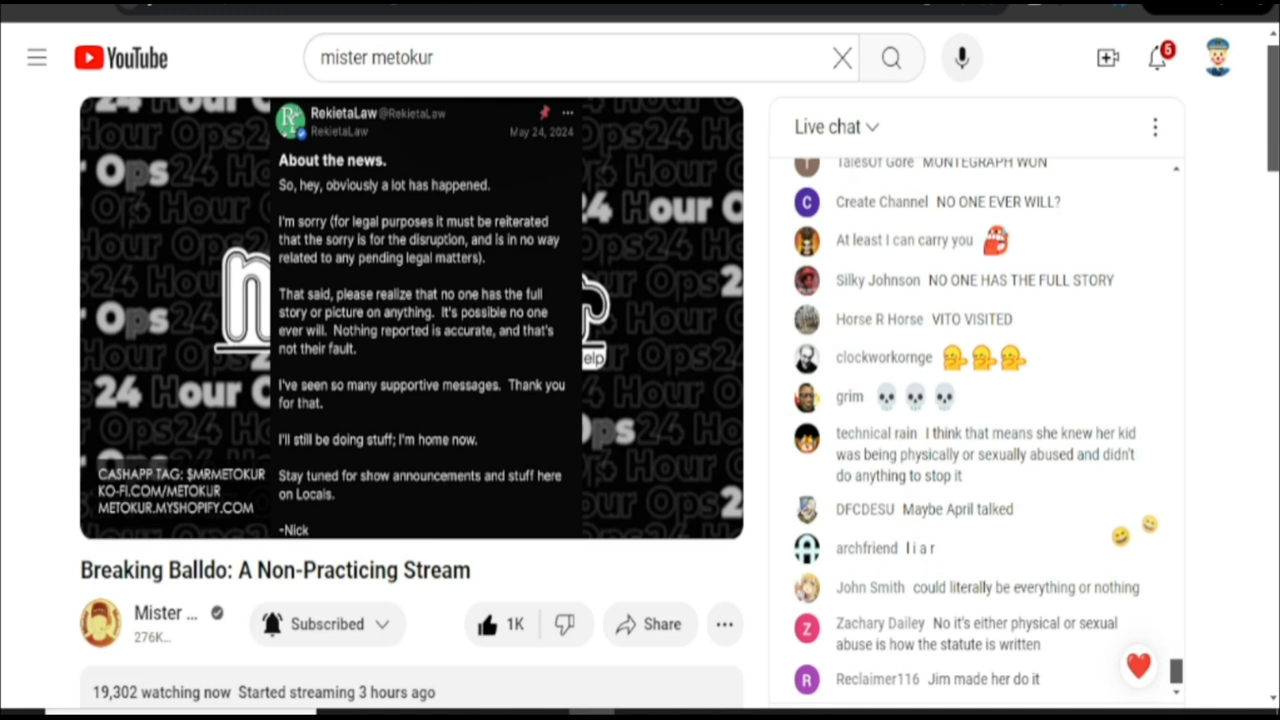 YouTube
mister metokur
5
RekietaLaw @RekietaLaw
RekietaLaw
May 24, 2024
About the news.
So, hey, obviously a lot has happened.
I'm sorry (for legal purposes it must be reiterated
that the sorry is for the disruption, and is in no way
related to any pending legal matters).
That said, please realize that no one has the full
story or picture on anything. It's possible no one
ever will. Nothing reported is accurate, and that's
not their fault.
I've seen so many supportive messages. Thank you
for that.
I'll still be doing stuff; I'm home now.
Stay tuned for show announcements and stuff here
on Locals.
-Nick
24 Hour Ops
CASHAPP TAG: $MRMETOKUR
KO-FI.COM/METOKUR
METOKUR.MYSHOPIFY.COM
Breaking Balldo: A Non-Practicing Stream
Mister ...
276K...
Subscribed
1K
Share
19,302 watching now Started streaming 3 hours ago
Live chat
TalesOf Gore MONTEGRAPH WON
Create Channel NO ONE EVER WILL?
At least I can carry you
Silky Johnson NO ONE HAS THE FULL STORY
Horse R Horse VITO VISITED
clockworkornge
grim
technical rain I think that means she knew her kid
was being physically or sexually abused and didn't
do anything to stop it
DFCDESU Maybe April talked
archfriend l i a r
John Smith could literally be everything or nothing
Zachary Dailey No it's either physical or sexual
abuse is how the statute is written
Reclaimer116 Jim made her do it